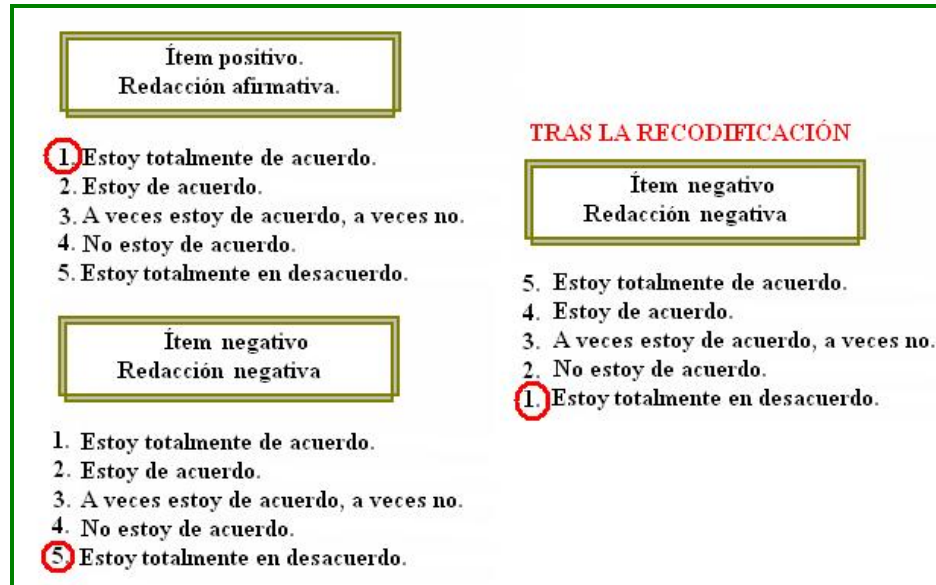 Ítem positivo.
Redacción afirmativa.
1. Estoy totalmente de acuerdo.
2. Estoy de acuerdo.
3. A veces estoy de acuerdo, a veces no.
4. No estoy de acuerdo.
5. Estoy totalmente en desacuerdo.
Ítem negativo
Redacción negativa
1. Estoy totalmente de acuerdo.
2. Estoy de acuerdo.
3. A veces estoy de acuerdo, a veces no.
4. No estoy de acuerdo.
5. Estoy totalmente en desacuerdo.
TRAS LA RECODIFICACIÓN
Ítem negativo
Redacción negativa
5. Estoy totalmente de acuerdo.
4. Estoy de acuerdo.
3. A veces estoy de acuerdo, a veces no.
2. No estoy de acuerdo.
1. Estoy totalmente en desacuerdo.